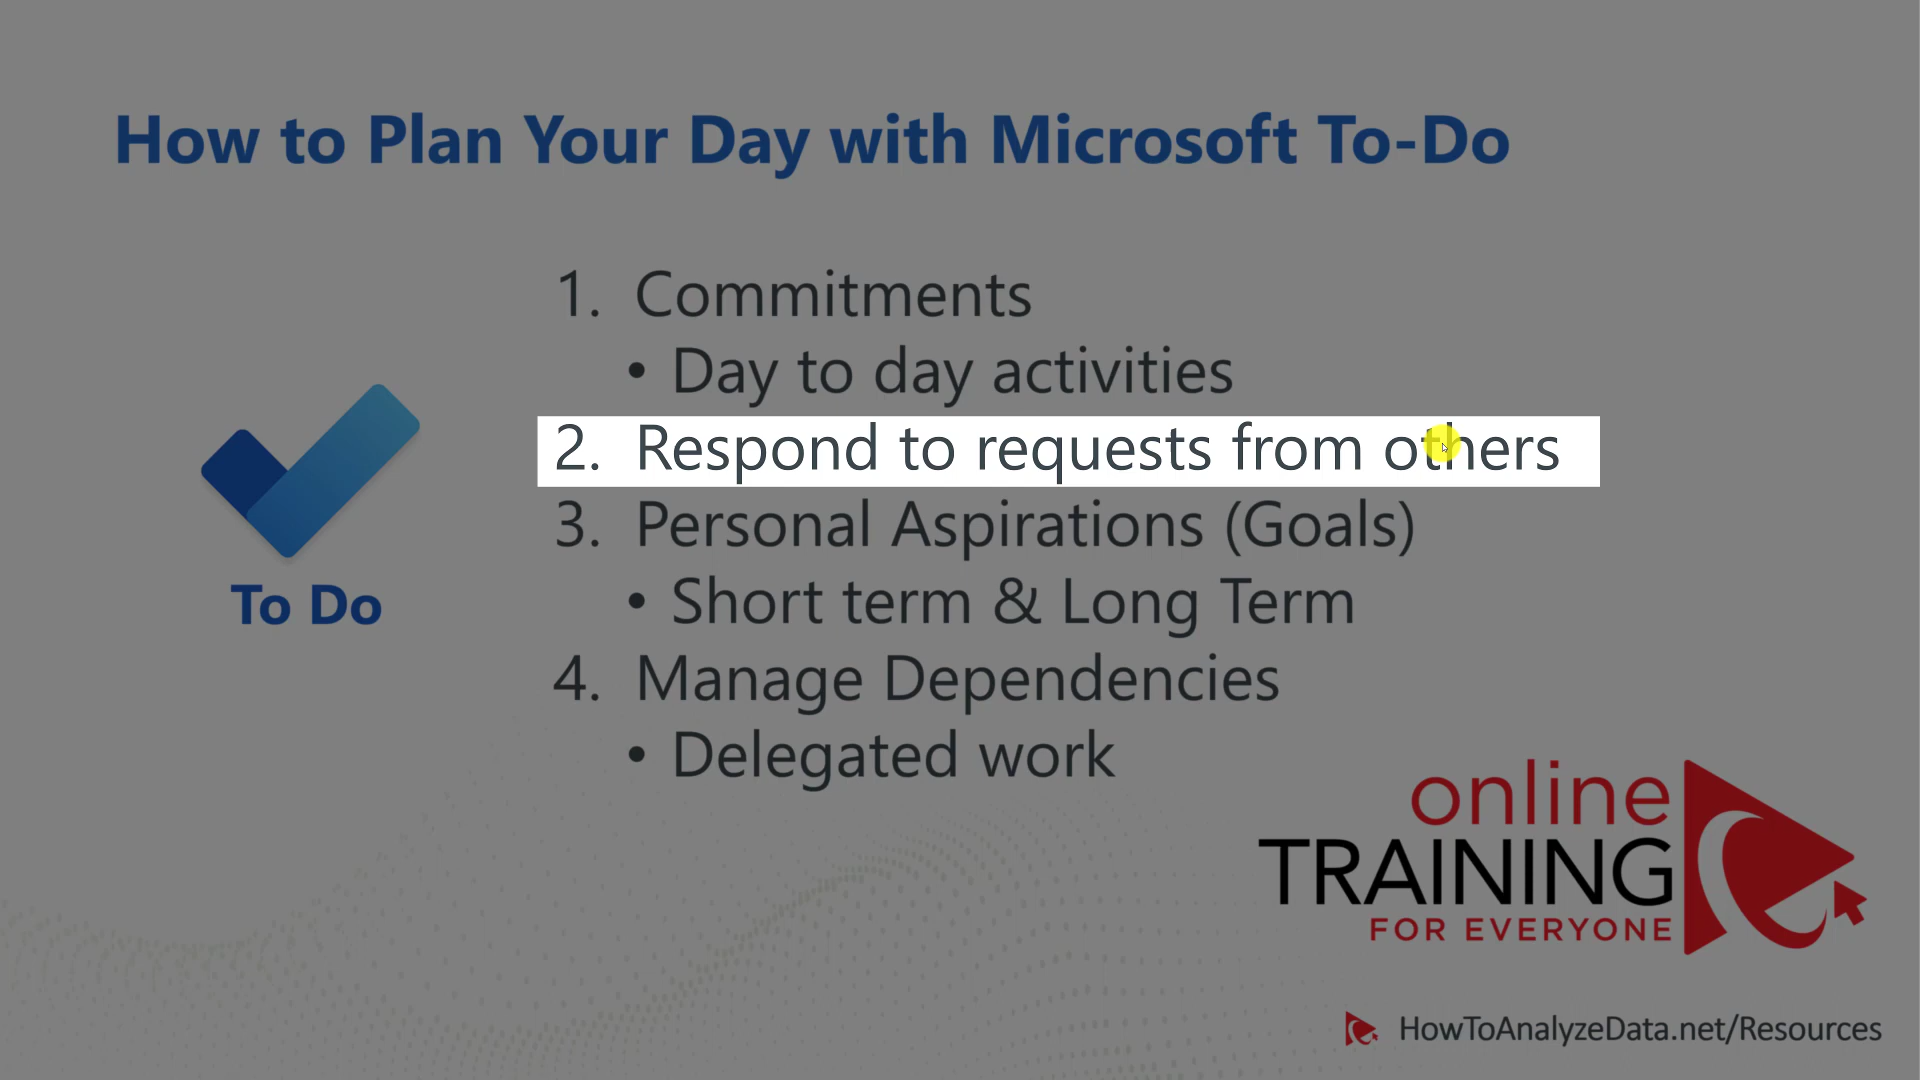 How to Plan Your Day with Microsoft To-Do
1. Commitments
• Day to day activities
2. Respond to requests from others
3. Personal Aspirations (Goals)
• Short term & Long Term
4. Manage Dependencies
• Delegated work
To Do
online
TRAINING
FOR EVERYONE
HowToAnalyzeData.net/Resources